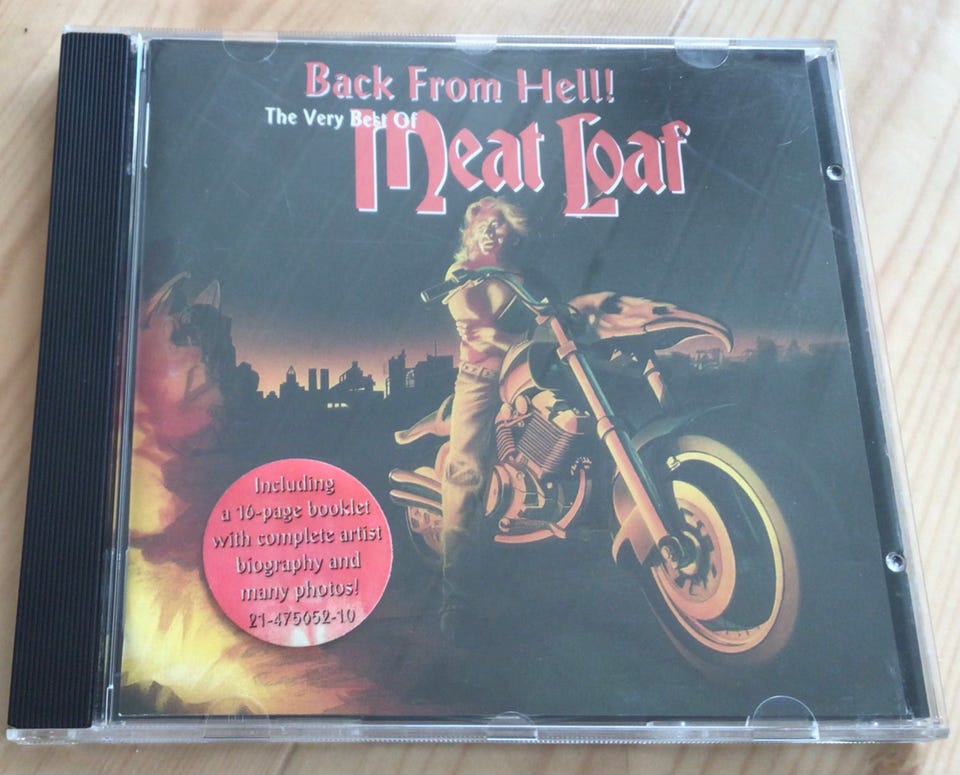 Back From Hell!
The Very Best Of
Meat Loaf
Including
a 16-page booklet
with complete artist
biography and
many photos!
21-475052-10